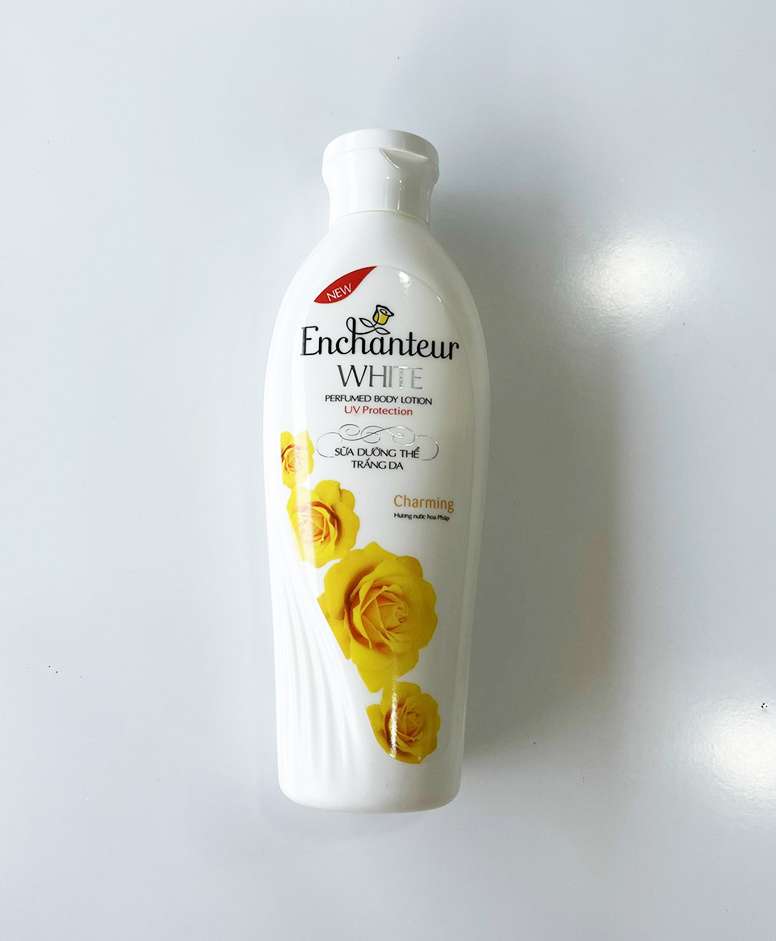 NEW
Enchanteur
WHITE
PERFUMED BODY LOTION
UV Protection
SỮA DƯỠNG THỂ
TRẮNG DA
Charming
Hương nước hoa Pháp